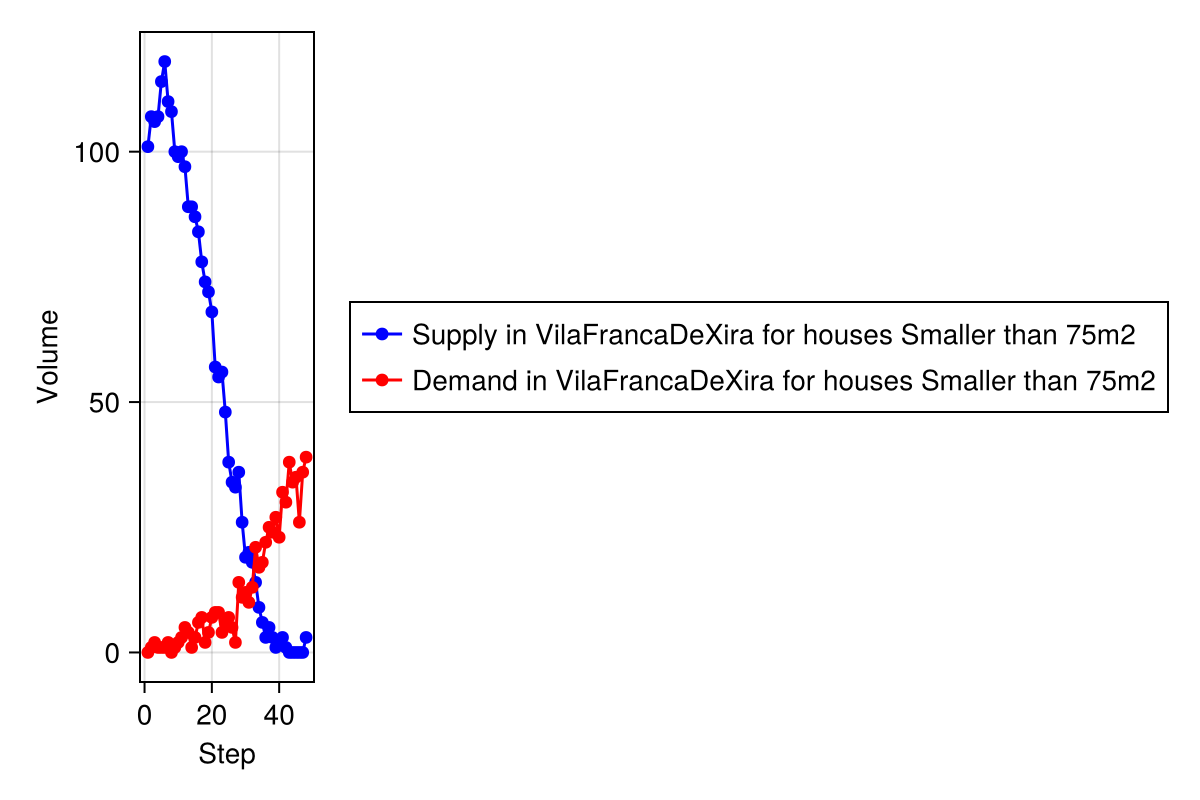 100
50
0
Volume
0 20 40
Step
Supply in VilaFrancaDeXira for houses Smaller than 75m2
Demand in VilaFrancaDeXira for houses Smaller than 75m2